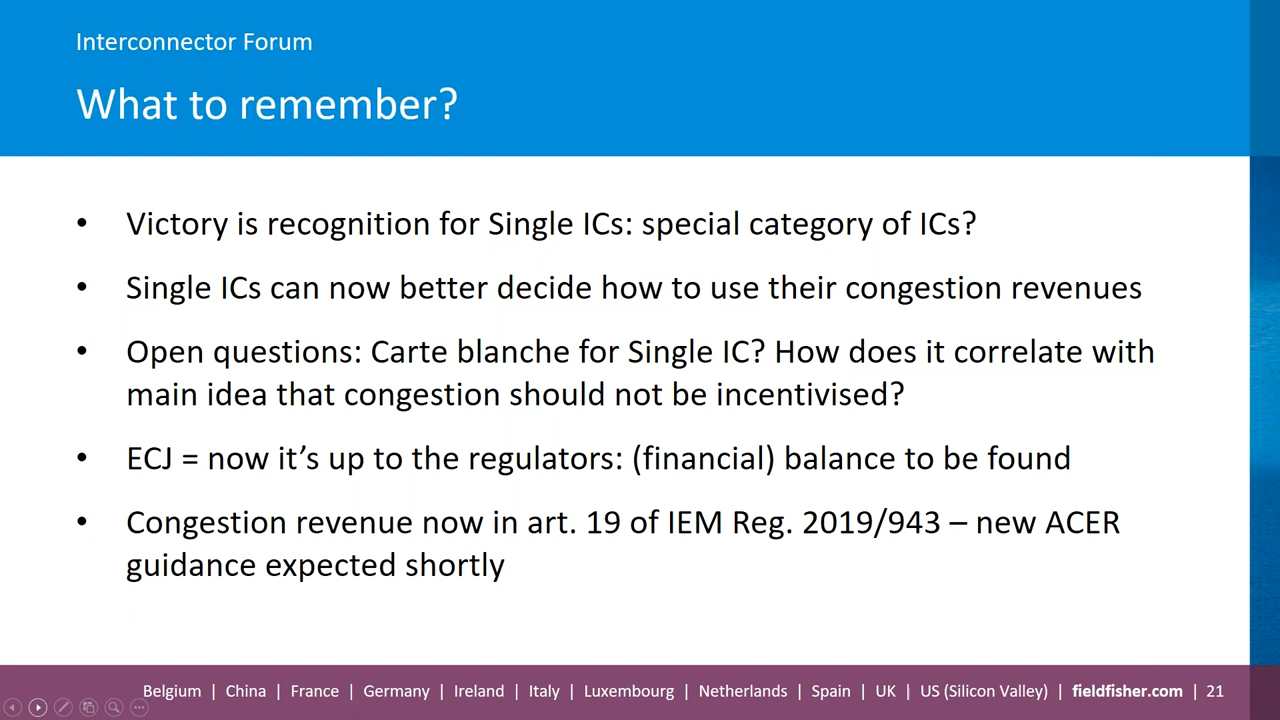 Interconnector Forum
What to remember?
• Victory is recognition for Single ICs: special category of ICs?
• Single ICs can now better decide how to use their congestion revenues
• Open questions: Carte blanche for Single IC? How does it correlate with
main idea that congestion should not be incentivised?
• ECJ = now it’s up to the regulators: (financial) balance to be found
• Congestion revenue now in art. 19 of IEM Reg. 2019/943 – new ACER
guidance expected shortly
Belgium | China | France | Germany | Ireland | Italy | Luxembourg | Netherlands | Spain | UK | US (Silicon Valley) | fieldfisher.com | 21